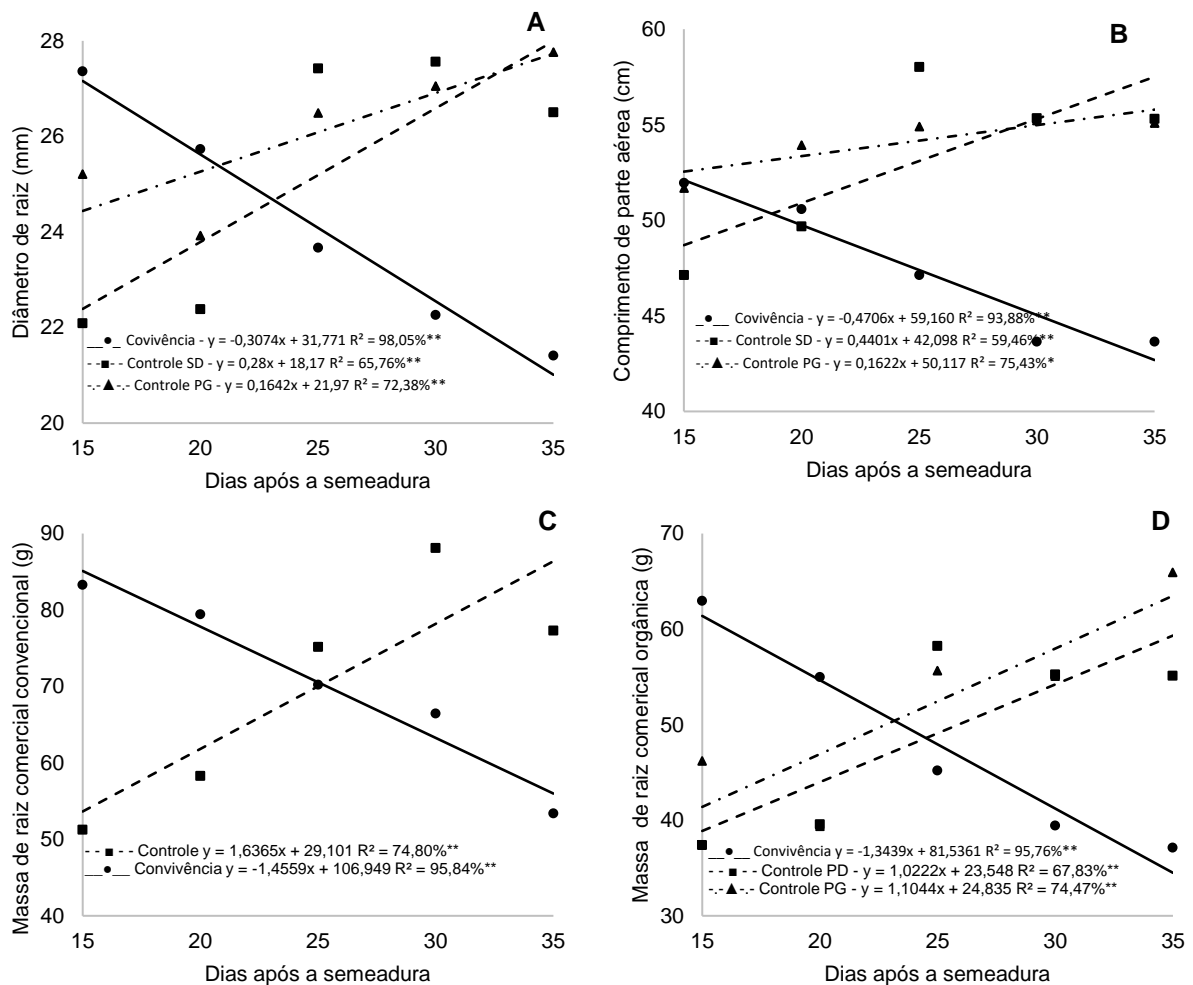 A
Diâmetro de raiz (mm)
28
26
24
22
20
__●__ Covivência - y = -0,3074x + 31,771 R² = 98,05%**
- - -■- - - Controle SD - y = 0,28x + 18,17 R² = 65,76%**
-.-▲-.- Controle PG - y = 0,1642x + 21,97 R² = 72,38%**
15 20 25 30 35
Dias após a semeadura
B
Comprimento de parte aérea (cm)
60
55
50
45
40
__●__ Covivência - y = -0,4706x + 59,160 R² = 93,88%**
- - -■- - - Controle SD - y = 0,4401x + 42,098 R² = 59,46%**
-.-▲-.- Controle PG - y = 0,1622x + 50,117 R² = 75,43%*
15 20 25 30 35
Dias após a semeadura
C
Massa de raiz comercial convencional (g)
90
80
70
60
50
40
- - -■- - - Controle y = 1,6365x + 29,101 R² = 74,80%**
__●__ Convivência y = -1,4559x + 106,949 R² = 95,84%**
15 20 25 30 35
Dias após a semeadura
D
Massa de raiz comerical orgânica (g)
70
60
50
40
30
__●__ Convivência y = -1,3439x + 81,5361 R² = 95,76%**
- - -■- - - Controle PD - y = 1,0222x + 23,548 R² = 67,83%**
-.-▲-.- Controle PG - y = 1,1044x + 24,835 R² = 74,47%**
15 20 25 30 35
Dias após a semeadura